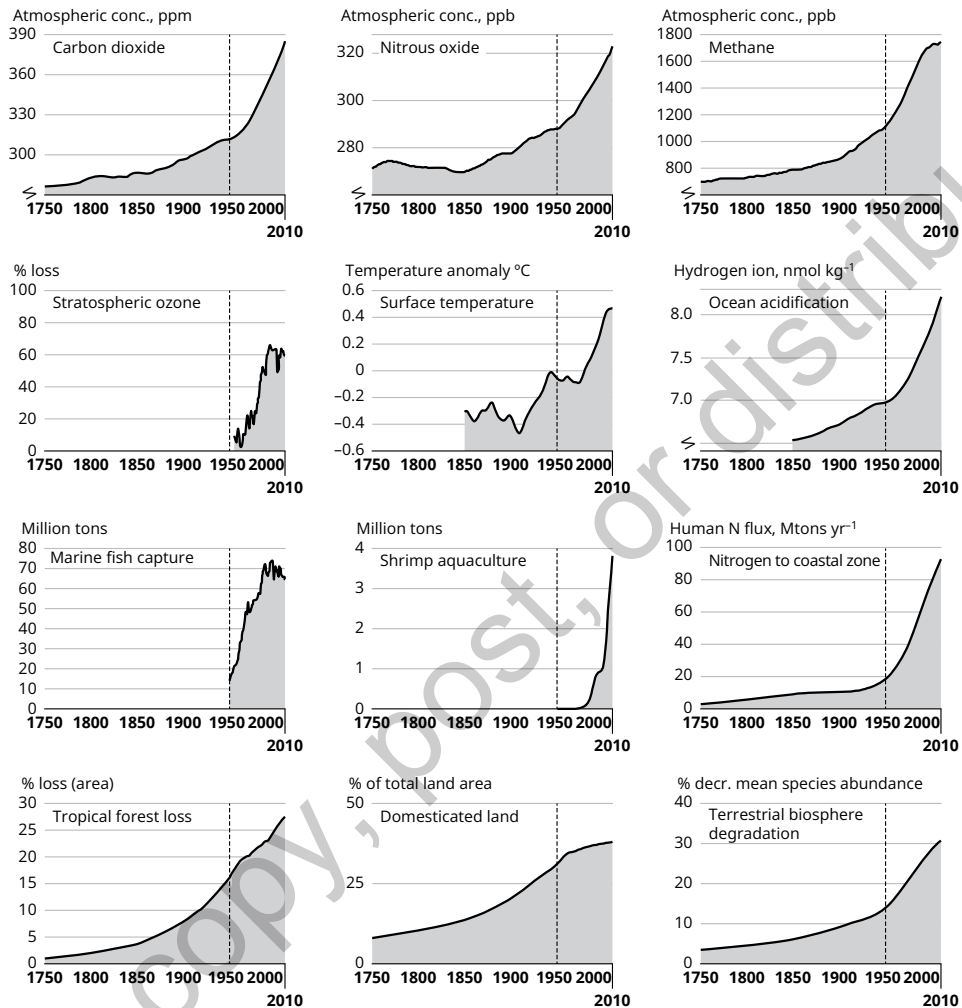 Atmospheric conc., ppm
390
360
330
300
Carbon dioxide
1750 1800 1850 1900 1950 2000
2010
Atmospheric conc., ppb
320
300
280
Nitrous oxide
1750 1800 1850 1900 1950 2000
2010
Atmospheric conc., ppb
1800
1600
1400
1200
1000
800
Methane
1750 1800 1850 1900 1950 2000
2010
% loss
100
80
60
40
20
0
Stratospheric ozone
1750 1800 1850 1900 1950 2000
2010
Temperature anomaly ºC
0.6
0.4
0.2
0
–0.2
–0.4
–0.6
Surface temperature
1750 1800 1850 1900 1950 2000
2010
Hydrogen ion, nmol kg⁻¹
8.0
7.5
7.0
Ocean acidification
1750 1800 1850 1900 1950 2000
2010
Million tons
80
70
60
50
40
30
20
10
0
Marine fish capture
1750 1800 1850 1900 1950 2000
2010
Million tons
4
3
2
1
0
Shrimp aquaculture
1750 1800 1850 1900 1950 2000
2010
Human N flux, Mtons yr⁻¹
100
80
60
40
20
0
Nitrogen to coastal zone
1750 1800 1850 1900 1950 2000
2010
% loss (area)
30
25
20
15
10
5
0
Tropical forest loss
1750 1800 1850 1900 1950 2000
2010
% of total land area
50
25
0
Domesticated land
1750 1800 1850 1900 1950 2000
2010
% decr. mean species abundance
40
30
20
10
0
Terrestrial biosphere
degradation
1750 1800 1850 1900 1950 2000
2010
copy, post, or